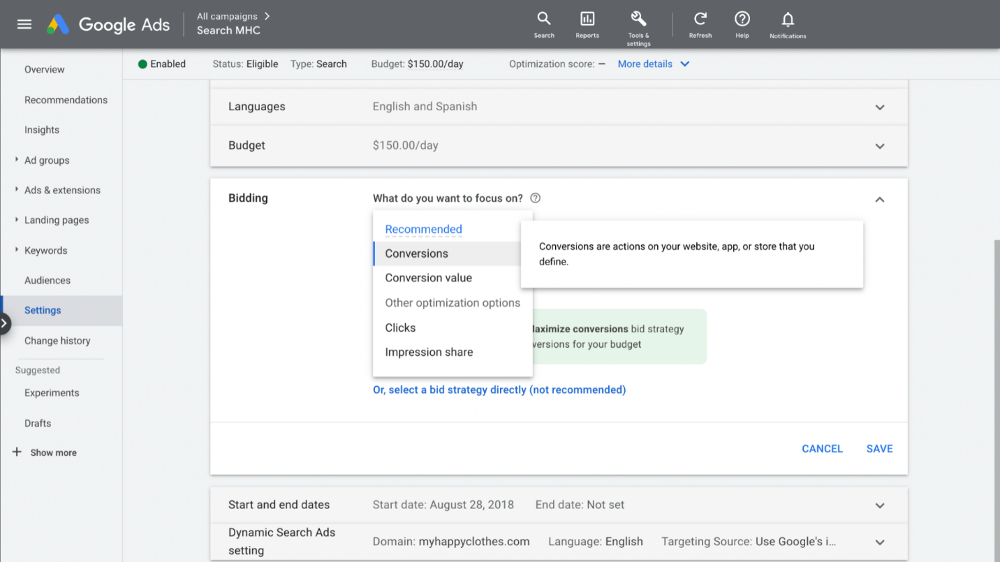 Google Ads
All campaigns
Search MHC
Search
Reports
Tools &
settings
Refresh
Help
Notifications
Overview
Recommendations
Insights
Ad groups
Ads & extensions
Landing pages
Keywords
Audiences
Settings
Change history
Suggested
Experiments
Drafts
+ Show more
Enabled
Status: Eligible Type: Search Budget: $150.00/day Optimization score: – More details
Languages English and Spanish
Budget $150.00/day
Bidding What do you want to focus on?
Recommended
Conversions
Conversion value
Other optimization options
Clicks
Impression share
Conversions are actions on your website, app, or store that you
define.
laximize conversions bid strategy
versions for your budget
Or, select a bid strategy directly (not recommended)
CANCEL SAVE
Start and end dates Start date: August 28, 2018 End date: Not set
Dynamic Search Ads
setting
Domain: myhappyclothes.com Language: English Targeting Source: Use Google's i...